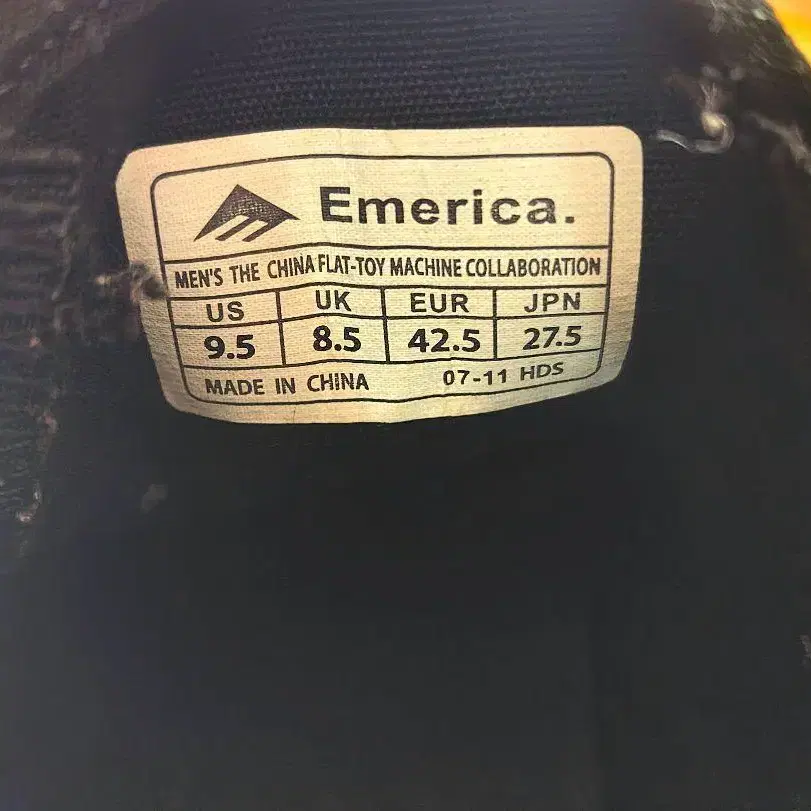 Emerica.
MEN'S THE CHINA FLAT-TOY MACHINE COLLABORATION
US UK EUR JPN
9.5 8.5 42.5 27.5
MADE IN CHINA 07-11 HDS